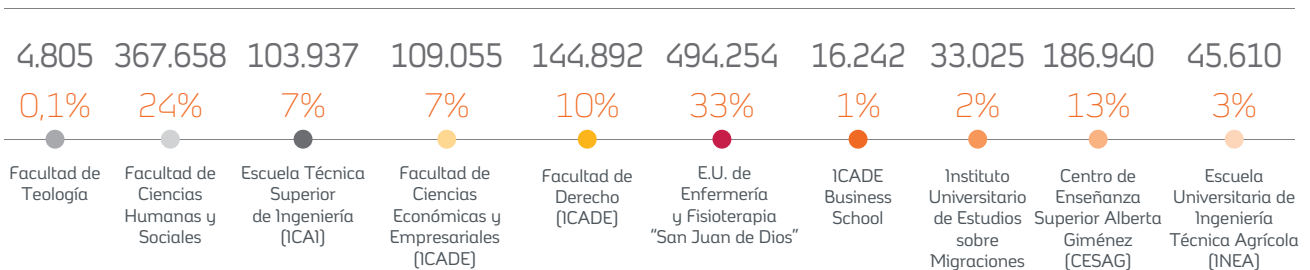 4.805 367.658 103.937 109.055 144.892 494.254 16.242 33.025 186.940 45.610
0,1% 24% 7% 7% 10% 33% 1% 2% 13% 3%
Facultad de
Teología
Facultad de
Ciencias
Humanas y
Sociales
Escuela Técnica
Superior
de Ingeniería
(ICAI)
Facultad de
Ciencias
Económicas y
Empresariales
(ICADE)
Facultad de
Derecho
(ICADE)
E.U. de
Enfermería
y Fisioterapia
"San Juan de Dios"
ICADE
Business
School
Instituto
Universitario
de Estudios
sobre
Migraciones
Centro de
Enseñanza
Superior Alberta
Giménez
(CESAG)
Escuela
Universitaria de
Ingeniería
Técnica Agrícola
(INEA)